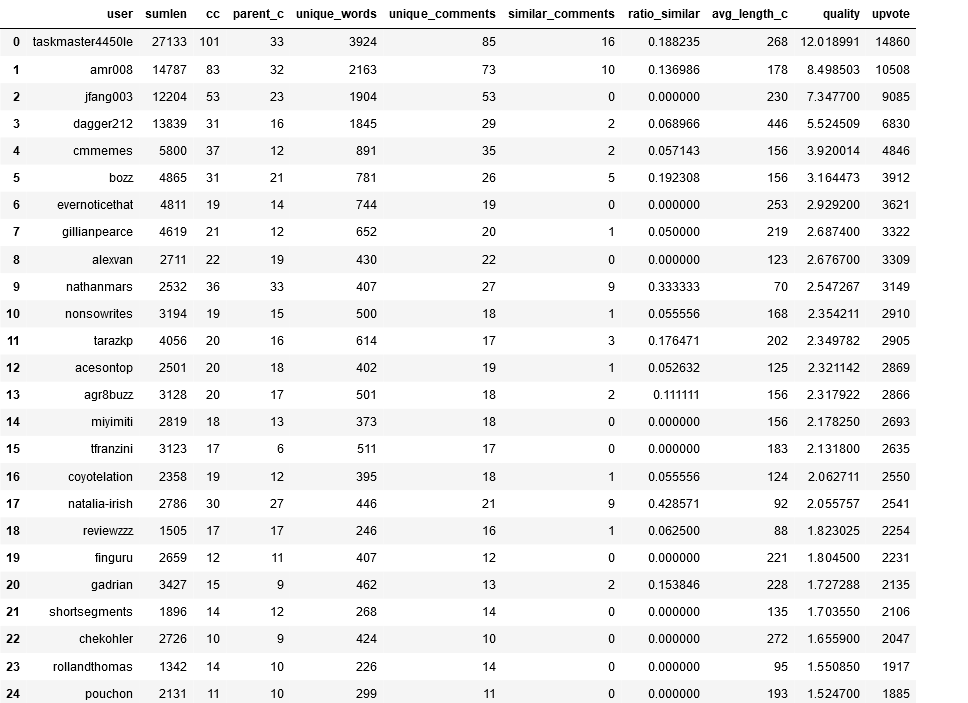 user sumlen cc parent_c unique_words unique_comments similar_comments ratio_similar avg_length_c quality upvote
0 taskmaster4450le 27133 101 33 3924 85 16 0.188235 268 12.018991 14860
1 amr008 14787 83 32 2163 73 10 0.136986 178 8.498503 10508
2 jfang003 12204 53 23 1904 53 0 0.000000 230 7.347700 9085
3 dagger212 13839 31 16 1845 29 2 0.068966 446 5.524509 6830
4 cmmemes 5800 37 12 891 35 2 0.057143 156 3.920014 4846
5 bozz 4865 31 21 781 26 5 0.192308 156 3.164473 3912
6 evernoticethat 4811 19 14 744 19 0 0.000000 253 2.929200 3621
7 gillianpearce 4619 21 12 652 20 1 0.050000 219 2.687400 3322
8 alexvan 2711 22 19 430 22 0 0.000000 123 2.676700 3309
9 nathanmars 2532 36 33 407 27 9 0.333333 70 2.547267 3149
10 nonsowrites 3194 19 15 500 18 1 0.055556 168 2.354211 2910
11 tarazkp 4056 20 16 614 17 3 0.176471 202 2.349782 2905
12 acesontop 2501 20 18 402 19 1 0.052632 125 2.321142 2869
13 agr8buzz 3128 20 17 501 18 2 0.111111 156 2.317922 2866
14 miyimiti 2819 18 13 373 18 0 0.000000 156 2.178250 2693
15 tfranzini 3123 17 6 511 17 0 0.000000 183 2.131800 2635
16 coyotelation 2358 19 12 395 18 1 0.055556 124 2.062711 2550
17 natalia-irish 2786 30 27 446 21 9 0.428571 92 2.055757 2541
18 reviewzzz 1505 17 17 246 16 1 0.062500 88 1.823025 2254
19 finguru 2659 12 11 407 12 0 0.000000 221 1.804500 2231
20 gadrian 3427 15 9 462 13 2 0.153846 228 1.727288 2135
21 shortsegments 1896 14 12 268 14 0 0.000000 135 1.703550 2106
22 chekohler 2726 10 9 424 10 0 0.000000 272 1.655900 2047
23 rollandthomas 1342 14 10 226 14 0 0.000000 95 1.550850 1917
24 pouchon 2131 11 10 299 11 0 0.000000 193 1.524700 1885